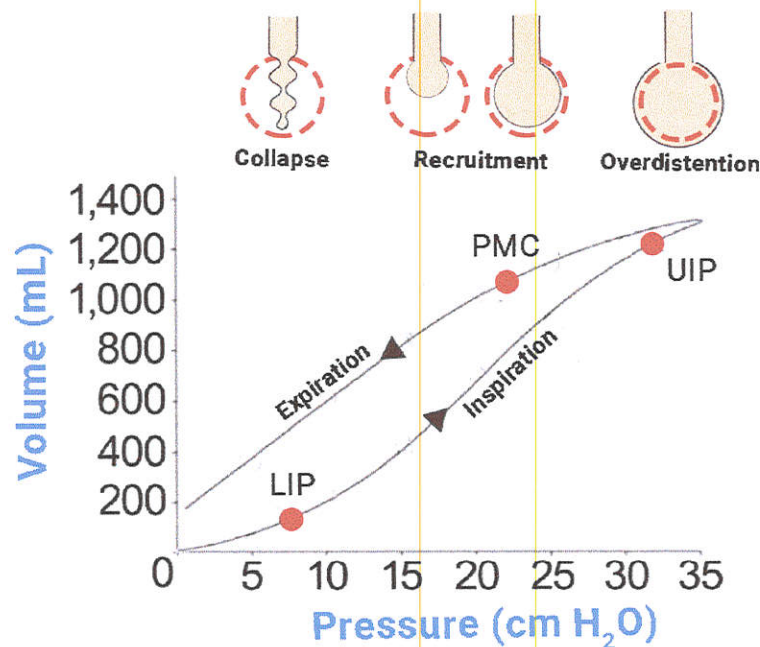 Collapse
Recruitment
Overdistention
1,400
1,200
1,000
800
600
400
200
0
Volume (mL)
PMC
UIP
Expiration
Inspiration
LIP
5
10
15
20
25
30
35
Pressure (cm H₂O)